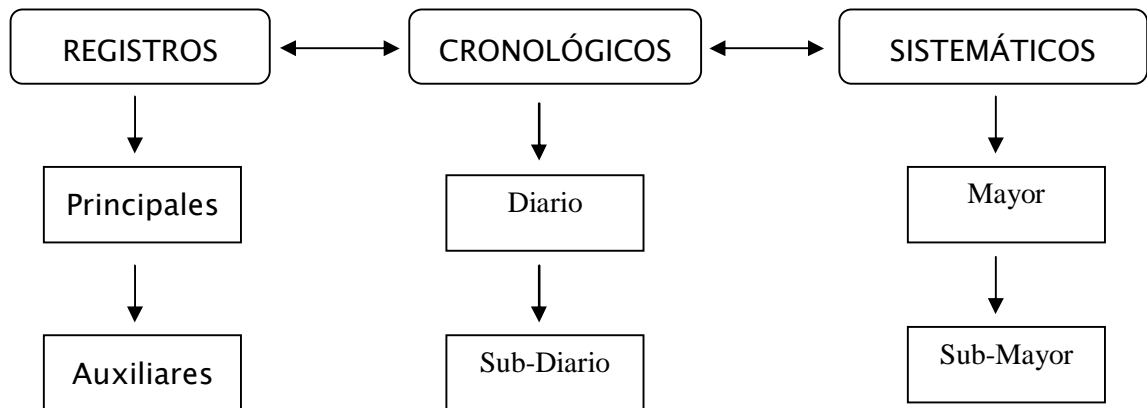 REGISTROS
CRONOLÓGICOS
SISTEMÁTICOS
Principales
Diario
Mayor
Auxiliares
Sub-Diario
Sub-Mayor